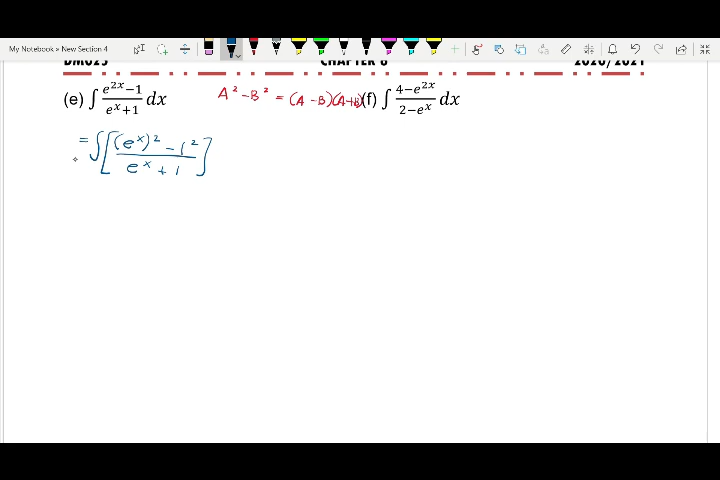 My Notebook » New Section 4
DM025 CHAPTER 6 2020/2021
(e) ∫ (e^{2x}−1)/(e^x+1) dx A² − B² = (A − B)(A+B) (f) ∫ (4−e^{2x})/(2−e^x) dx
= ∫ [ ((e^x)² − 1²)/(e^x + 1) ]